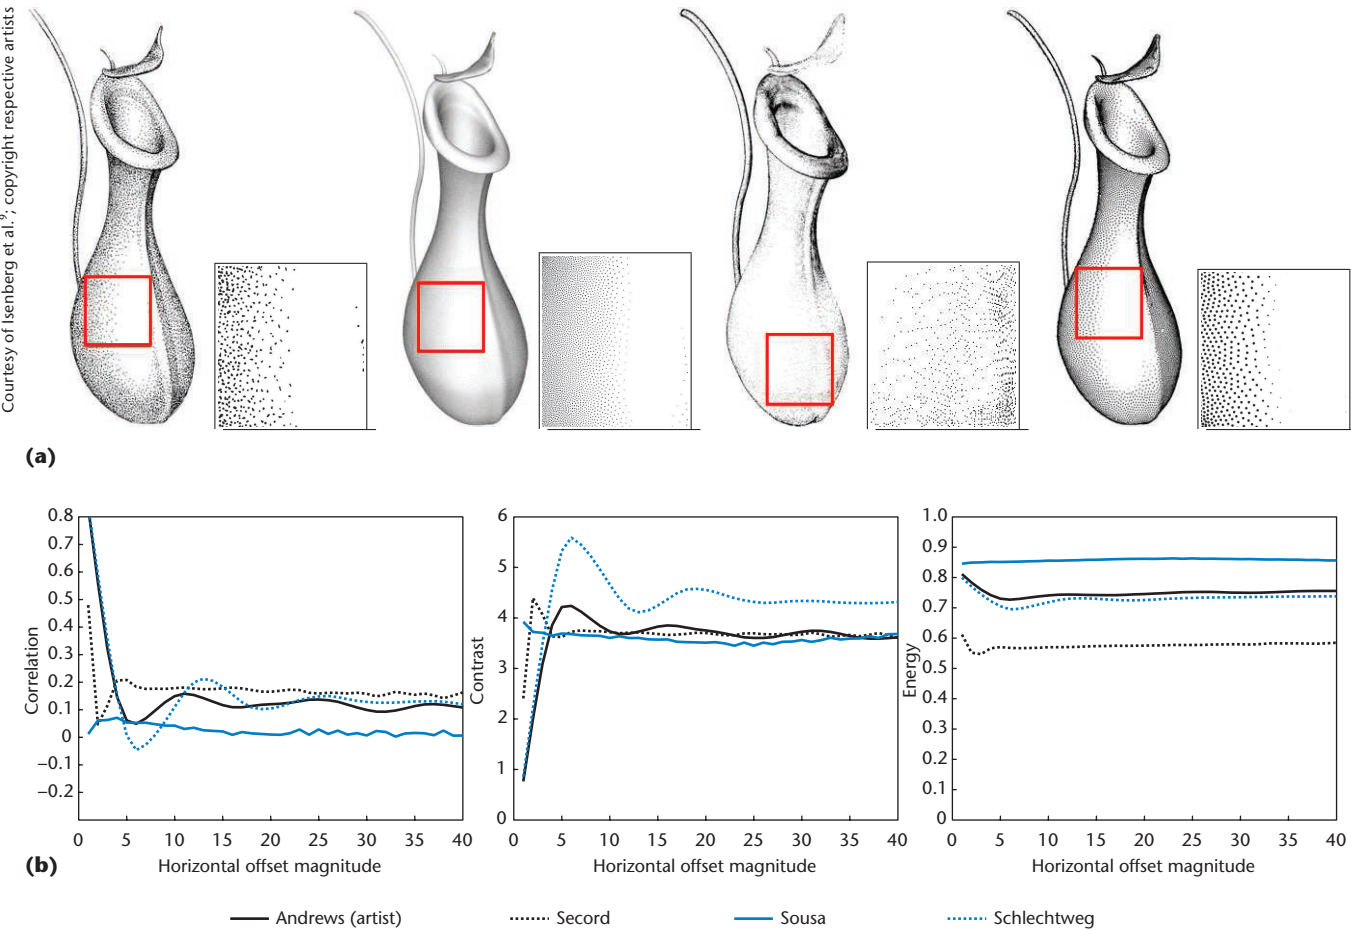 Courtesy of Isenberg et al.⁹; copyright respective artists
(a)
0.8
0.7
0.6
0.5
0.4
0.3
0.2
0.1
0
−0.1
−0.2
Correlation
0 5 10 15 20 25 30 35 40
Horizontal offset magnitude
6
5
4
3
2
1
0
Contrast
0 5 10 15 20 25 30 35 40
Horizontal offset magnitude
1.0
0.9
0.8
0.7
0.6
0.5
0.4
0.3
0.2
0.1
0
Energy
0 5 10 15 20 25 30 35 40
Horizontal offset magnitude
(b)
Andrews (artist) Secord Sousa Schlechtweg